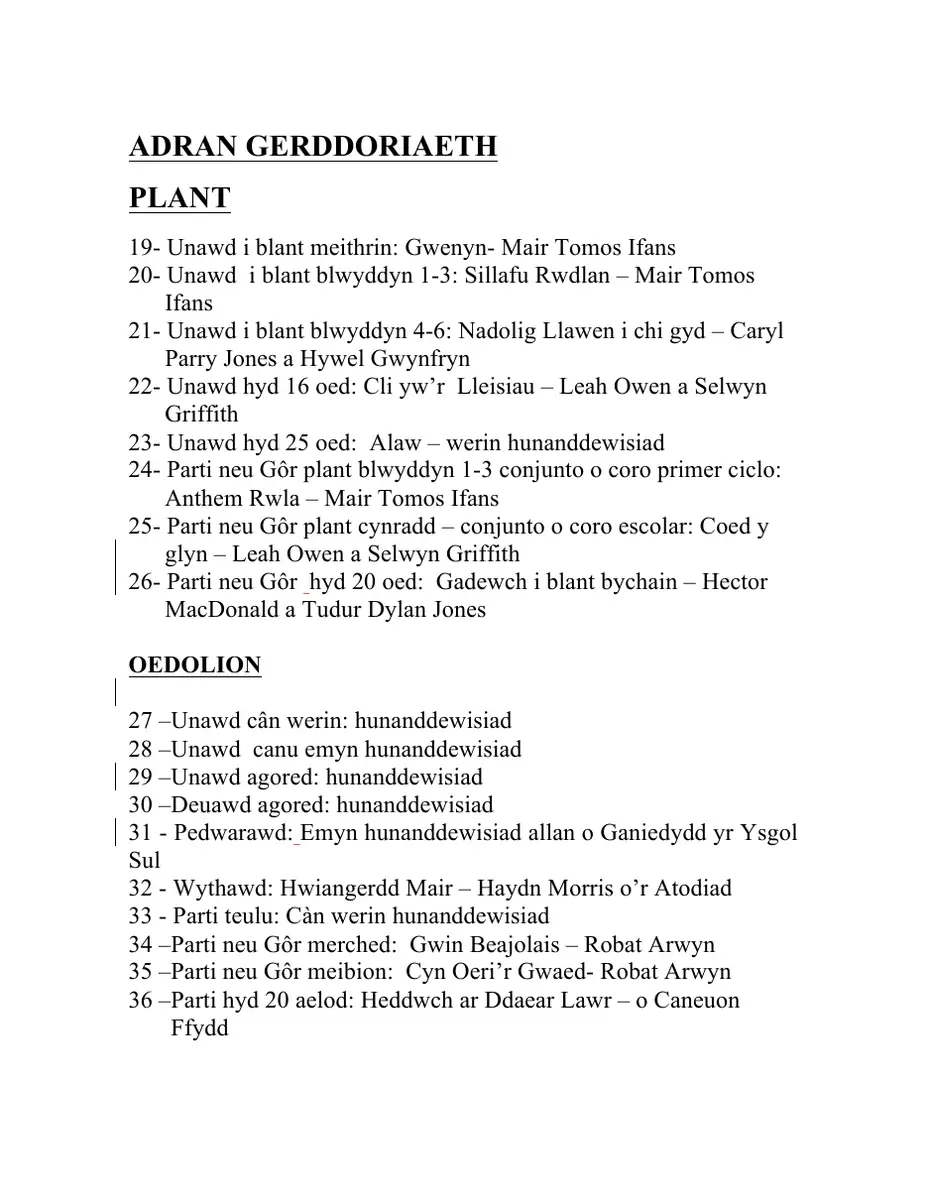 ADRAN GERDDORIAETH
PLANT
19- Unawd i blant meithrin: Gwenyn- Mair Tomos Ifans
20- Unawd  i blant blwyddyn 1-3: Sillafu Rwdlan – Mair Tomos
Ifans
21- Unawd i blant blwyddyn 4-6: Nadolig Llawen i chi gyd – Caryl
Parry Jones a Hywel Gwynfryn
22- Unawd hyd 16 oed: Cli yw’r  Lleisiau – Leah Owen a Selwyn
Griffith
23- Unawd hyd 25 oed:  Alaw – werin hunanddewisiad
24- Parti neu Gôr plant blwyddyn 1-3 conjunto o coro primer ciclo:
Anthem Rwla – Mair Tomos Ifans
25- Parti neu Gôr plant cynradd – conjunto o coro escolar: Coed y
glyn – Leah Owen a Selwyn Griffith
26- Parti neu Gôr  hyd 20 oed:  Gadewch i blant bychain – Hector
MacDonald a Tudur Dylan Jones
OEDOLION
27 –Unawd cân werin: hunanddewisiad
28 –Unawd  canu emyn hunanddewisiad
29 –Unawd agored: hunanddewisiad
30 –Deuawd agored: hunanddewisiad
31 - Pedwarawd: Emyn hunanddewisiad allan o Ganiedydd yr Ysgol
Sul
32 - Wythawd: Hwiangerdd Mair – Haydn Morris o’r Atodiad
33 - Parti teulu: Càn werin hunanddewisiad
34 –Parti neu Gôr merched:  Gwin Beajolais – Robat Arwyn
35 –Parti neu Gôr meibion:  Cyn Oeri’r Gwaed- Robat Arwyn
36 –Parti hyd 20 aelod: Heddwch ar Ddaear Lawr – o Caneuon
Ffydd